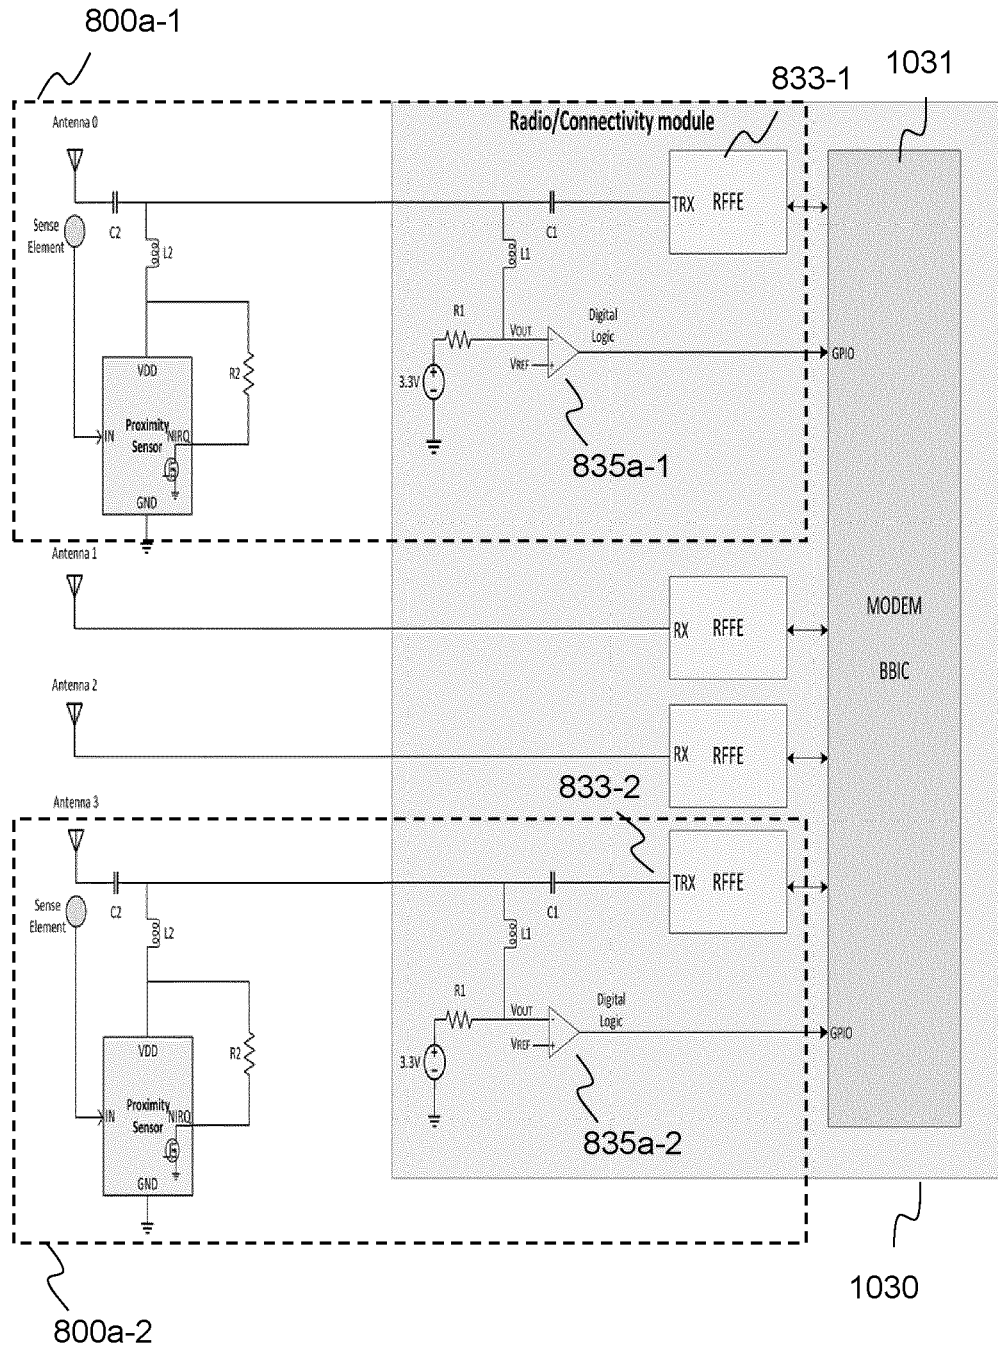 800a-1
833-1
1031
Antenna 0
Radio/Connectivity module
TRX RFFE
Sense
Element
C2
C1
L2
L1
R1
Digital
Logic
VOUT
VREF
GPIO
3.3V
R2
VDD
Proximity
Sensor
IN
NIRQ
GND
835a-1
Antenna 1
RX RFFE
MODEM
BBIC
Antenna 2
RX RFFE
833-2
Antenna 3
TRX RFFE
Sense
Element
C2
C1
L2
L1
R1
Digital
Logic
VOUT
VREF
GPIO
3.3V
R2
VDD
Proximity
Sensor
IN
NIRQ
GND
835a-2
1030
800a-2